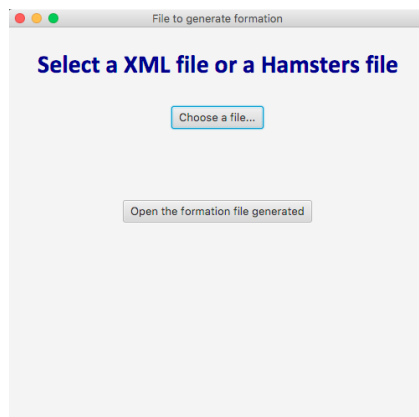 File to generate formation
Select a XML file or a Hamsters file
Choose a file...
Open the formation file generated